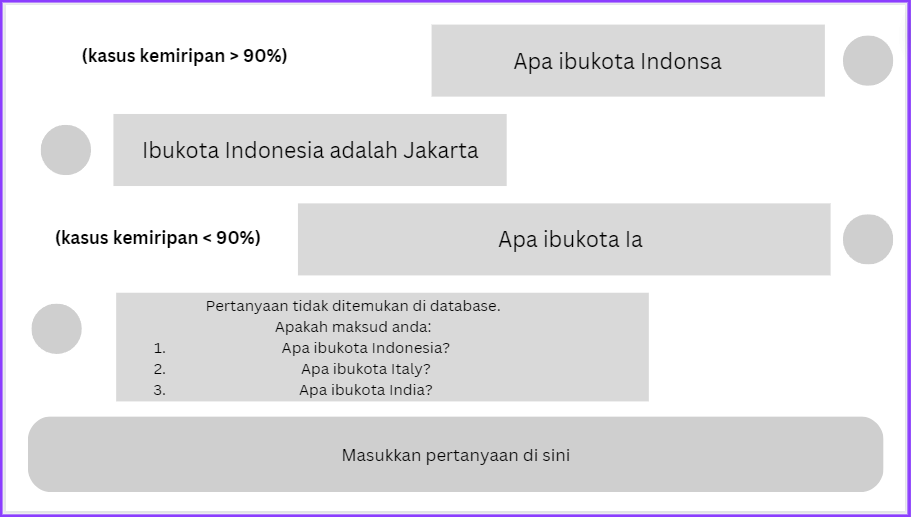 (kasus kemiripan > 90%)
Apa ibukota Indonsa
Ibukota Indonesia adalah Jakarta
(kasus kemiripan < 90%)
Apa ibukota Ia
Pertanyaan tidak ditemukan di database.
Apakah maksud anda:
1. Apa ibukota Indonesia?
2. Apa ibukota Italy?
3. Apa ibukota India?
Masukkan pertanyaan di sini